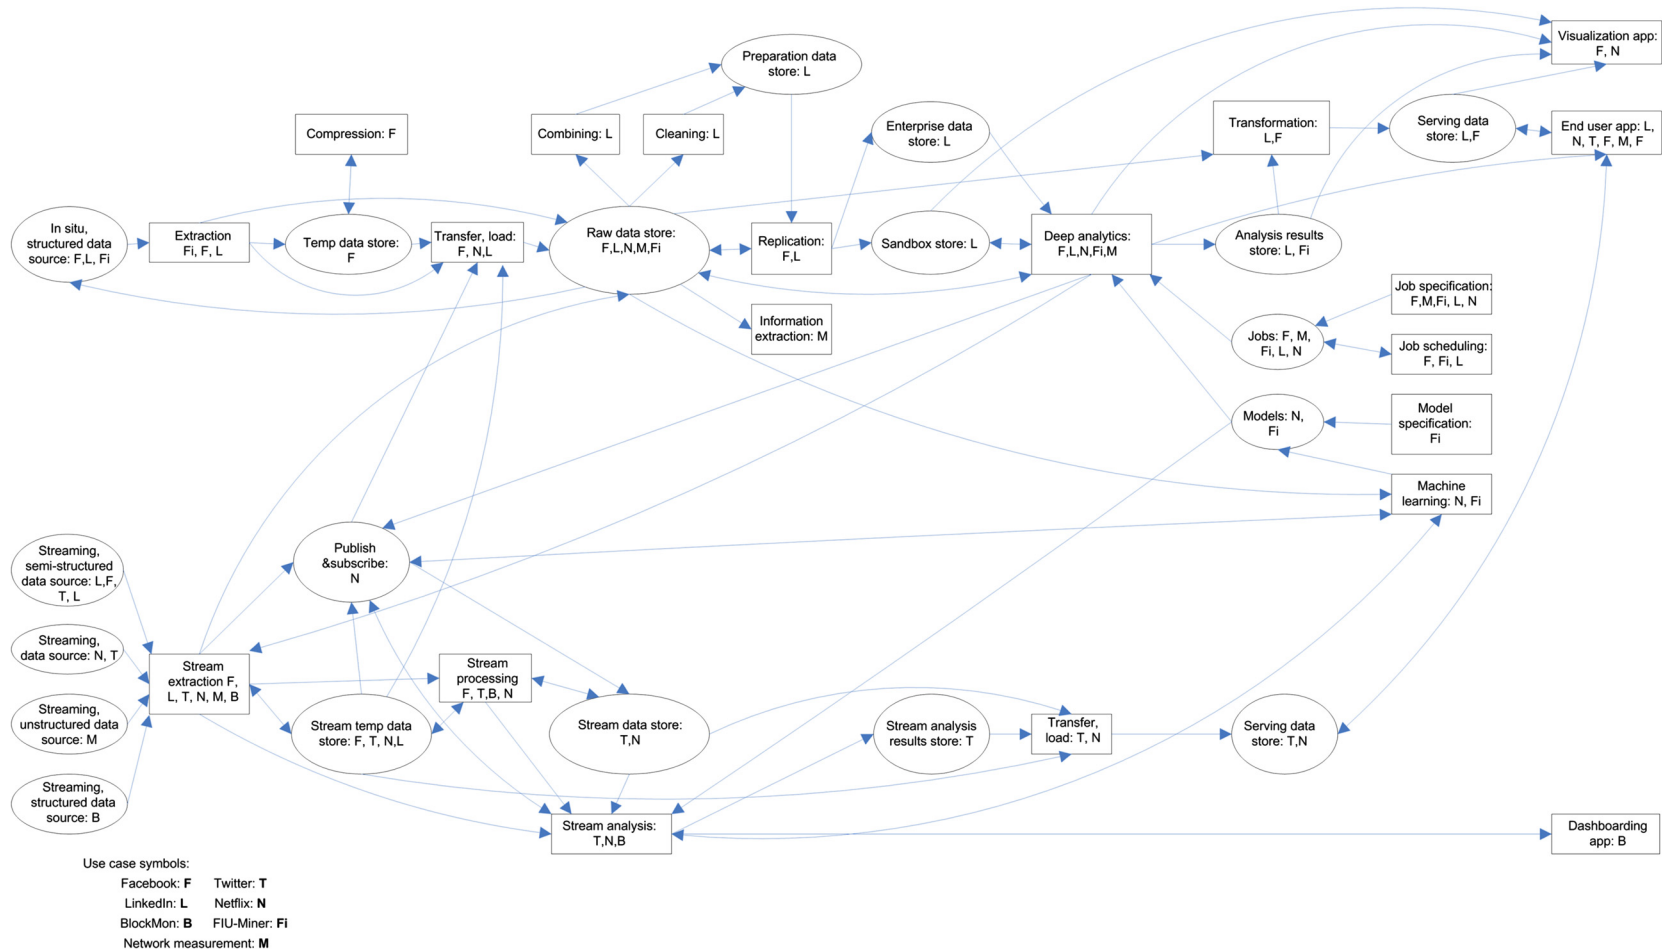 Visualization app:
F, N
Preparation data
store: L
Compression: F
Combining: L
Cleaning: L
Enterprise data
store: L
Transformation:
L,F
Serving data
store: L,F
End user app: L,
N, T, F, M, F
In situ,
structured data
source: F,L, Fi
Extraction
Fi, F, L
Temp data store:
F
Transfer, load:
F, N,L
Raw data store:
F,L,N,M,Fi
Replication:
F,L
Sandbox store: L
Deep analytics:
F,L,N,Fi,M
Analysis results
store: L, Fi
Information
extraction: M
Job specification:
F,M,Fi, L, N
Jobs: F, M,
Fi, L, N
Job scheduling:
F, Fi, L
Models: N,
Fi
Model
specification:
Fi
Machine
learning: N, Fi
Publish
&subscribe:
N
Streaming,
semi-structured
data source: L,F,
T, L
Streaming,
data source: N, T
Streaming,
unstructured data
source: M
Streaming,
structured data
source: B
Stream
extraction F,
L, T, N, M, B
Stream temp data
store: F, T, N,L
Stream
processing
F, T,B, N
Stream data store:
T,N
Stream analysis
results store: T
Transfer,
load: T, N
Serving data
store: T,N
Stream analysis:
T,N,B
Dashboarding
app: B
Use case symbols:
Facebook: F Twitter: T
LinkedIn: L Netflix: N
BlockMon: B FIU-Miner: Fi
Network measurement: M